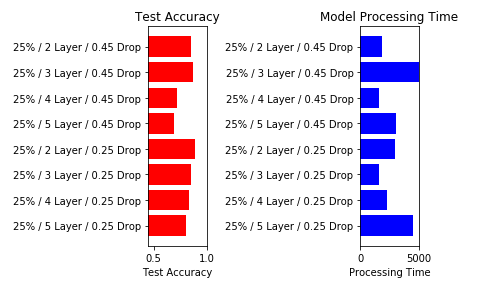 Test Accuracy
25% / 2 Layer / 0.45 Drop
25% / 3 Layer / 0.45 Drop
25% / 4 Layer / 0.45 Drop
25% / 5 Layer / 0.45 Drop
25% / 2 Layer / 0.25 Drop
25% / 3 Layer / 0.25 Drop
25% / 4 Layer / 0.25 Drop
25% / 5 Layer / 0.25 Drop
0.5 1.0
Test Accuracy
Model Processing Time
25% / 2 Layer / 0.45 Drop
25% / 3 Layer / 0.45 Drop
25% / 4 Layer / 0.45 Drop
25% / 5 Layer / 0.45 Drop
25% / 2 Layer / 0.25 Drop
25% / 3 Layer / 0.25 Drop
25% / 4 Layer / 0.25 Drop
25% / 5 Layer / 0.25 Drop
0 5000
Processing Time